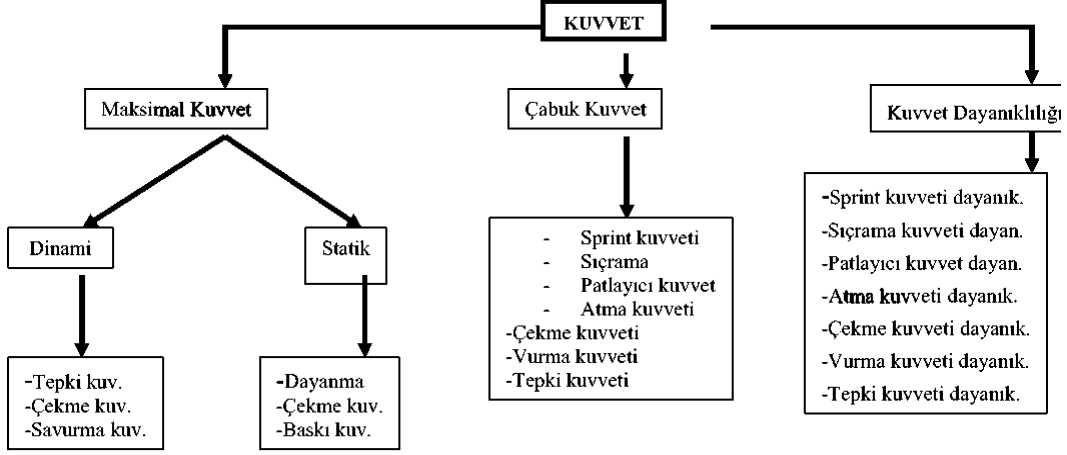 KUVVET
Maksimal Kuvvet
Çabuk Kuvvet
Kuvvet Dayanıklılığı
Dinami
Statik
-Tepki kuv.
-Çekme kuv.
-Savurma kuv.
-Dayanma
-Çekme kuv.
-Baskı kuv.
- Sprint kuvveti
- Sıçrama
- Patlayıcı kuvvet
- Atma kuvveti
-Çekme kuvveti
-Vurma kuvveti
-Tepki kuvveti
-Sprint kuvveti dayanık.
-Sıçrama kuvveti dayan.
-Patlayıcı kuvvet dayan.
-Atma kuvveti dayanık.
-Çekme kuvveti dayanık.
-Vurma kuvveti dayanık.
-Tepki kuvveti dayanık.